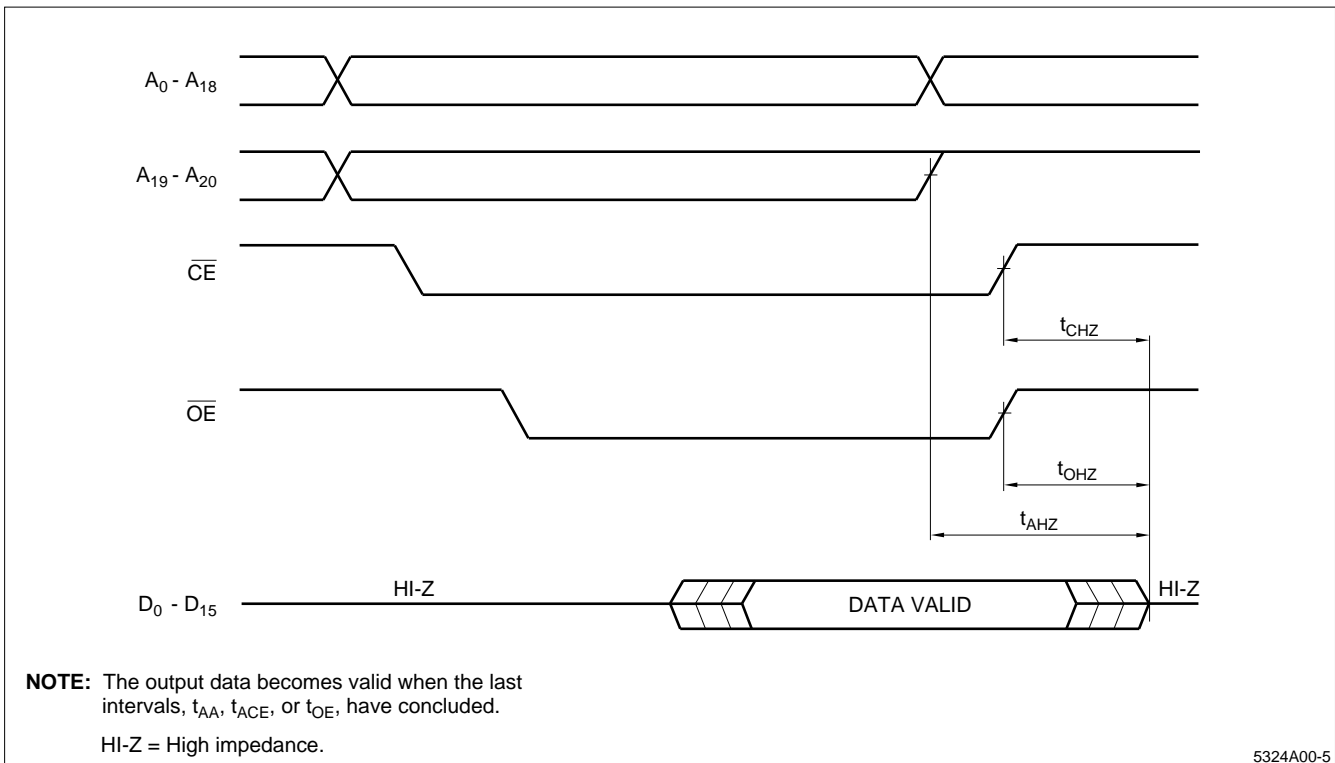 A0 - A18
A19 - A20
CE
tCHZ
OE
tOHZ
tAHZ
D0 - D15
HI-Z
DATA VALID
HI-Z
NOTE: The output data becomes valid when the last
intervals, tAA, tACE, or tOE, have concluded.
HI-Z = High impedance.
5324A00-5